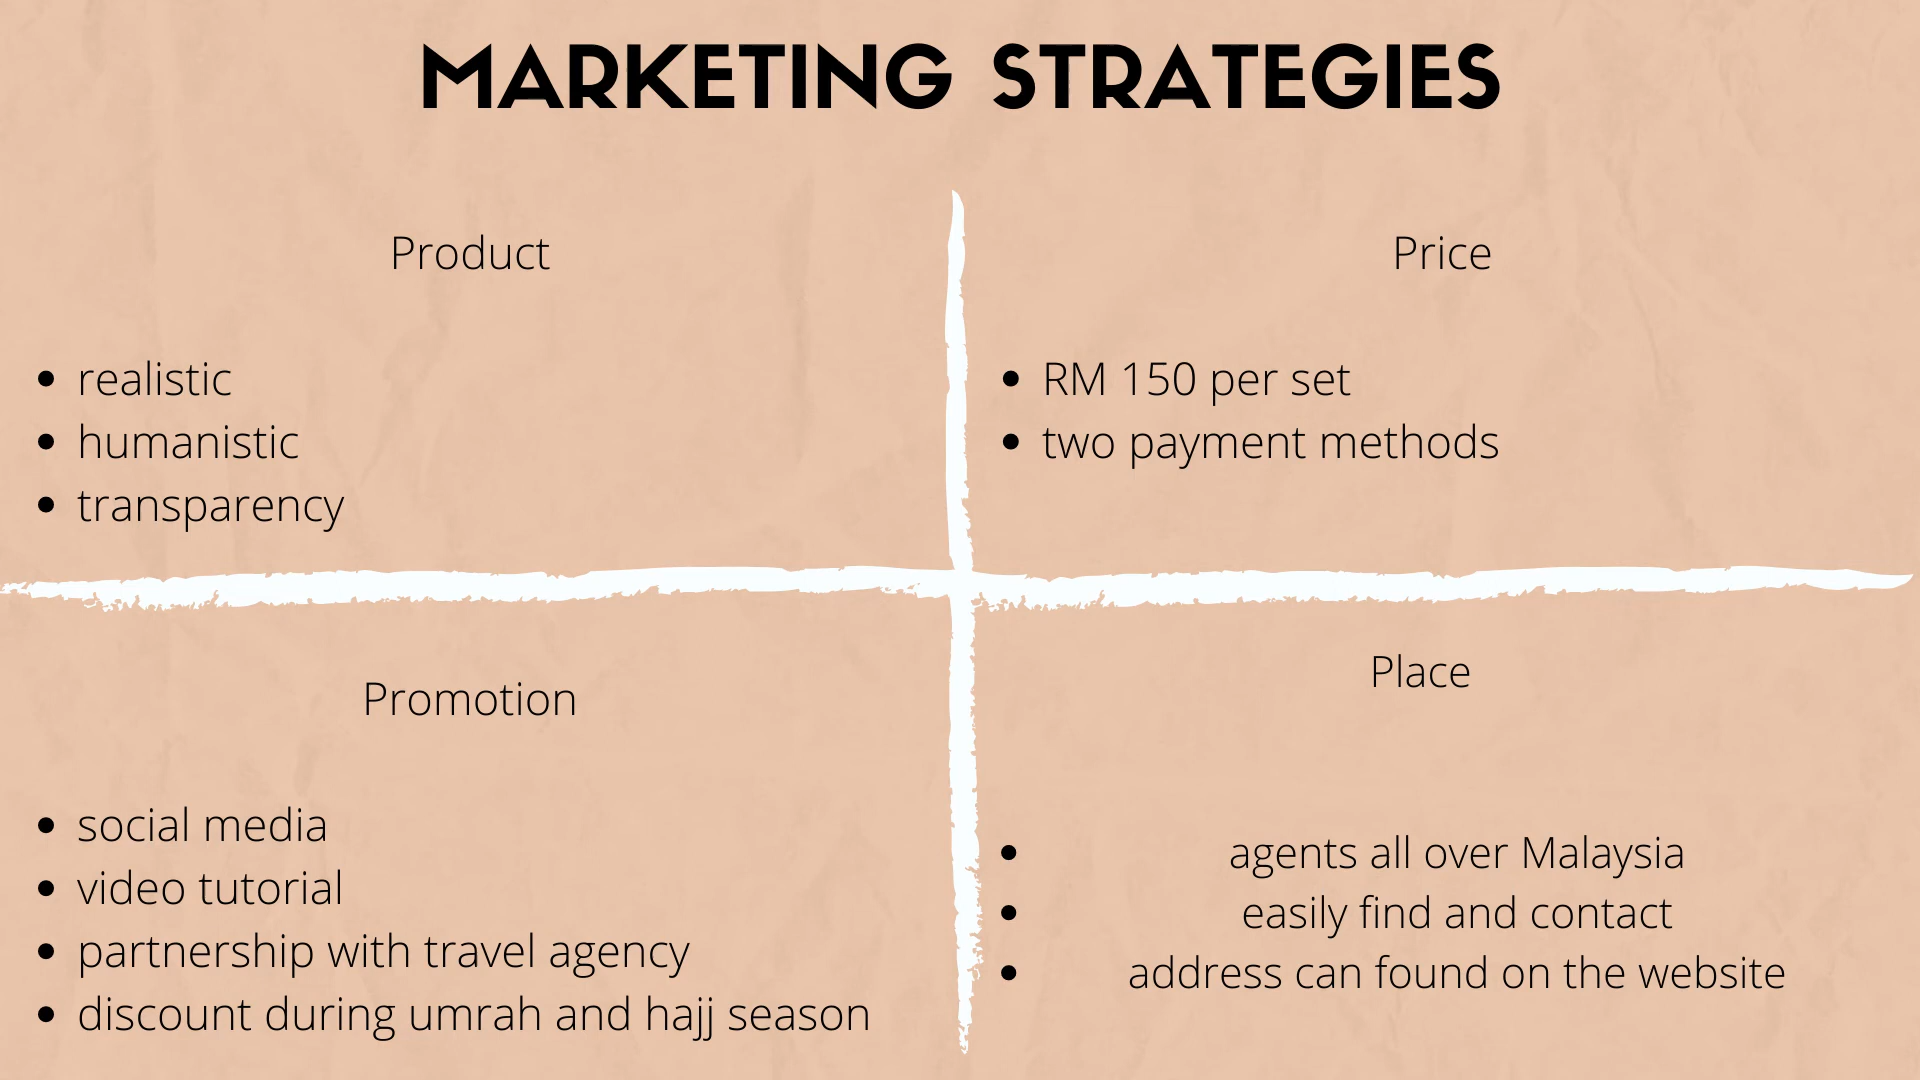 MARKETING STRATEGIES
Product
• realistic
• humanistic
• transparency
Price
• RM 150 per set
• two payment methods
Promotion
• social media
• video tutorial
• partnership with travel agency
• discount during umrah and hajj season
Place
• agents all over Malaysia
• easily find and contact
• address can found on the website